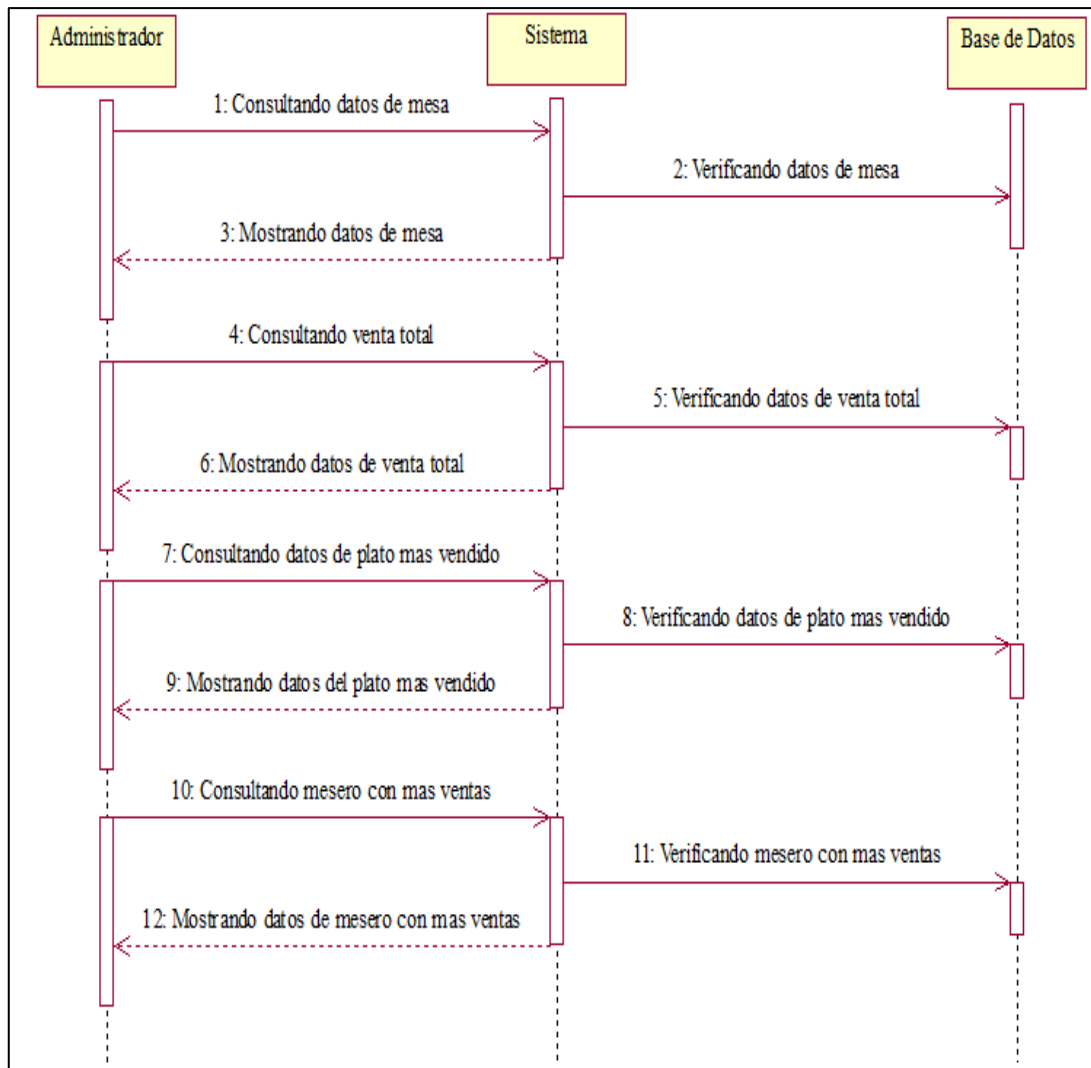 Administrador
Sistema
Base de Datos
1: Consultando datos de mesa
2: Verificando datos de mesa
3: Mostrando datos de mesa
4: Consultando venta total
5: Verificando datos de venta total
6: Mostrando datos de venta total
7: Consultando datos de plato mas vendido
8: Verificando datos de plato mas vendido
9: Mostrando datos del plato mas vendido
10: Consultando mesero con mas ventas
11: Verificando mesero con mas ventas
12: Mostrando datos de mesero con mas ventas